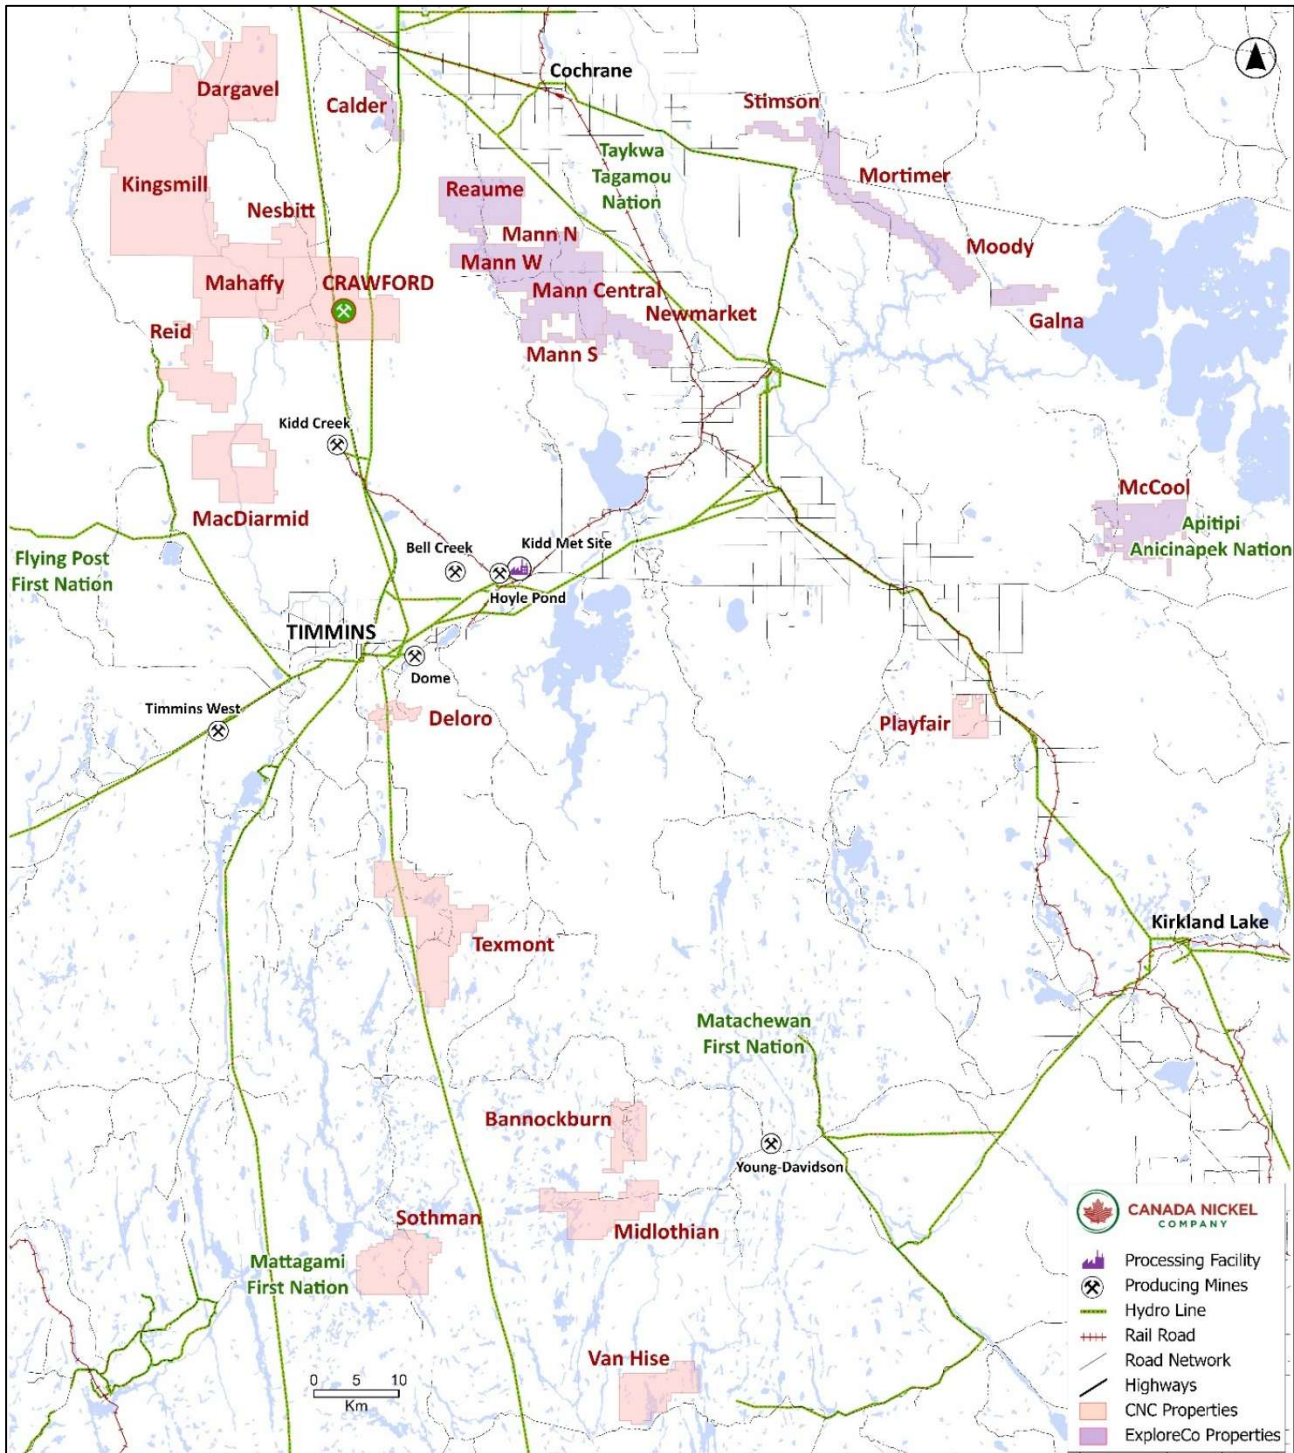 Dargavel
Cochrane
Calder
Stimson
Taykwa
Tagamou
Nation
Mortimer
Kingsmill
Reaume
Nesbitt
Mann N
Moody
Mann W
Mahaffy
CRAWFORD
Mann Central
Newmarket
Galna
Reid
Mann S
Kidd Creek
McCool
MacDiarmid
Apitipi
Anicinapek Nation
Bell Creek
Kidd Met Site
Flying Post
First Nation
Hoyle Pond
TIMMINS
Dome
Timmins West
Deloro
Playfair
Kirkland Lake
Texmont
Matachewan
First Nation
Bannockburn
Young-Davidson
Sothman
Midlothian
Mattagami
First Nation
Van Hise
0 5 10
Km
CANADA NICKEL
COMPANY
Processing Facility
Producing Mines
Hydro Line
Rail Road
Road Network
Highways
CNC Properties
ExploreCo Properties